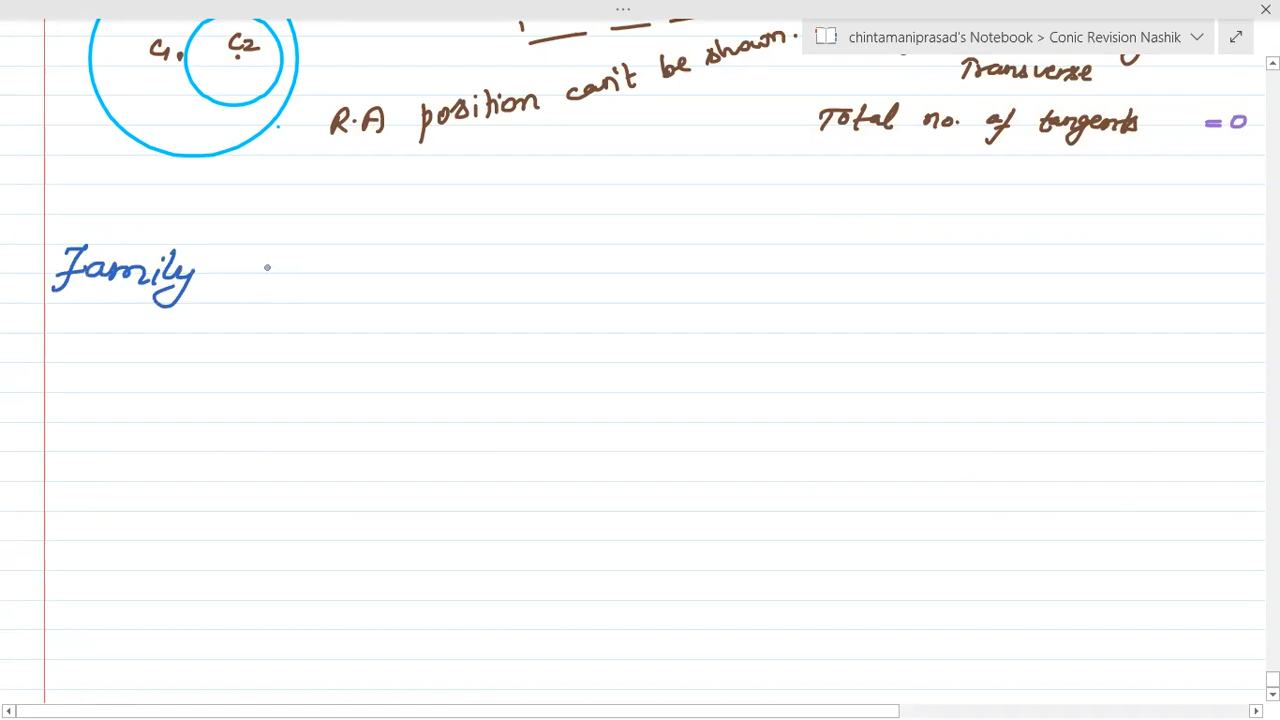 ...
chintamaniprasad's Notebook > Conic Revision Nashik
C1 C2
R.A position can't be shown.
Transverse
Total no. of tangents = 0
Family